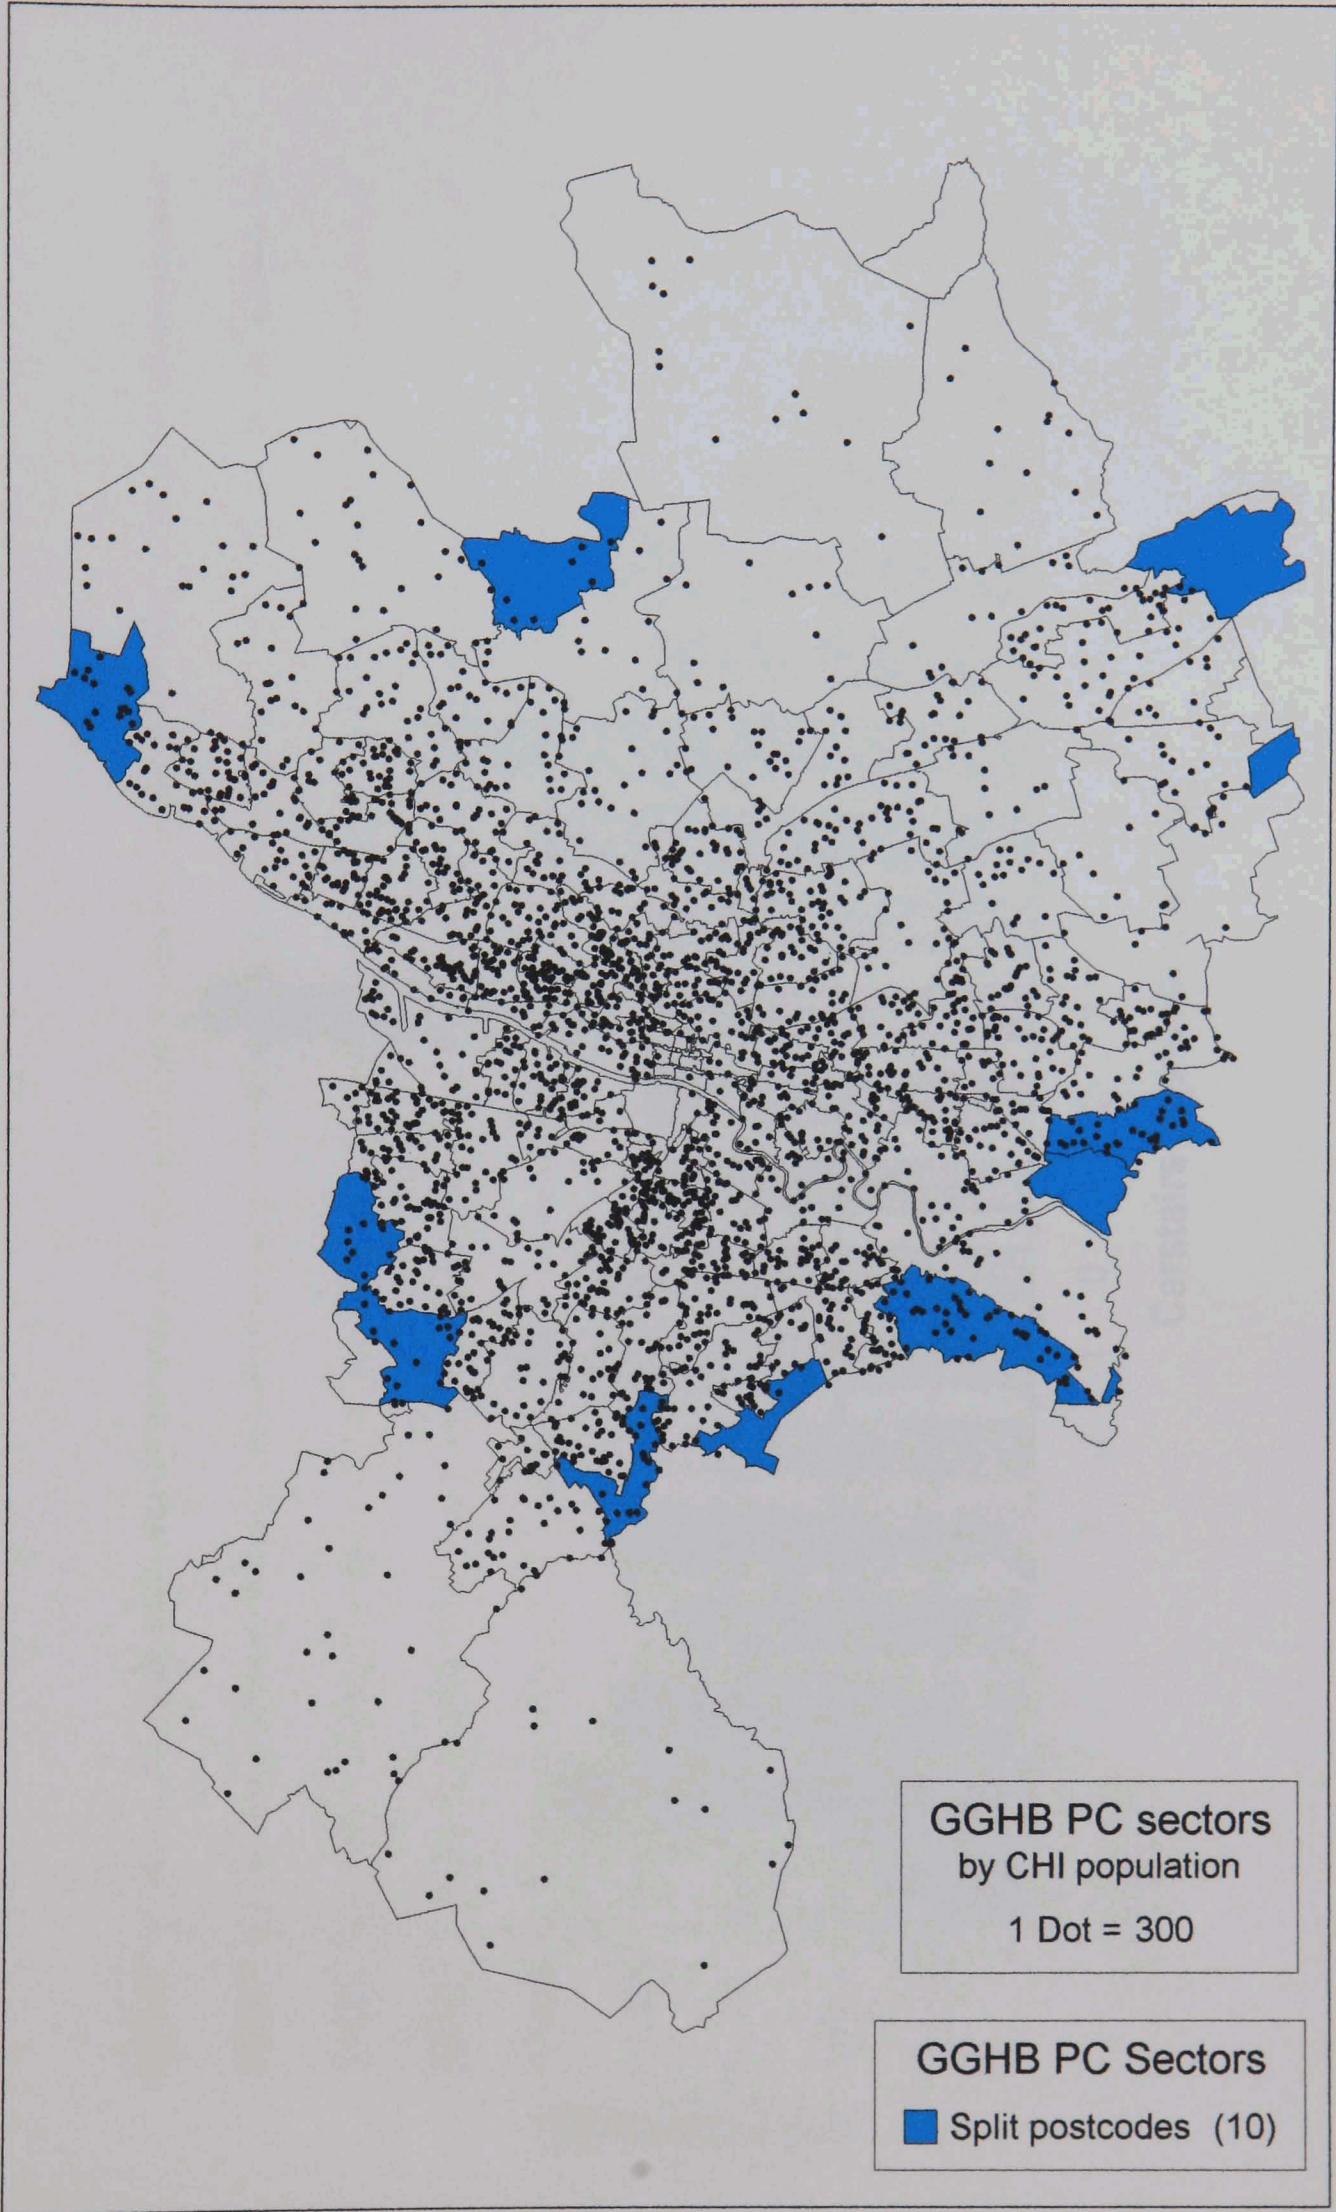 GGHB PC sectors
by CHI population
1 Dot = 300
GGHB PC Sectors
Split postcodes (10)